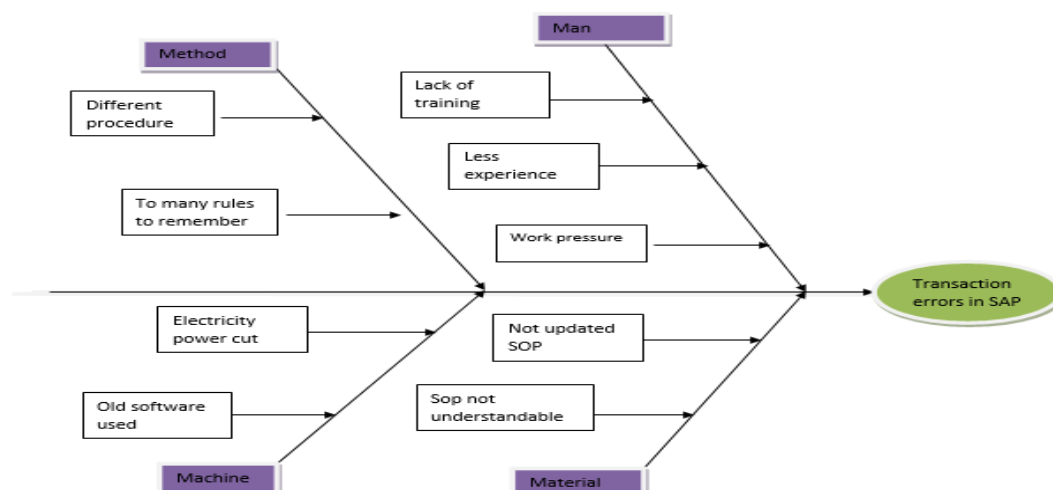 Method
Man
Different
procedure
Lack of
training
Less
experience
To many rules
to remember
Work pressure
Transaction
errors in SAP
Electricity
power cut
Not updated
SOP
Old software
used
Sop not
understandable
Machine
Material